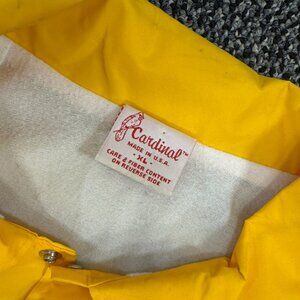 Cardinal™
MADE IN U.S.A.
- XL -
CARE & FIBER CONTENT
ON REVERSE SIDE